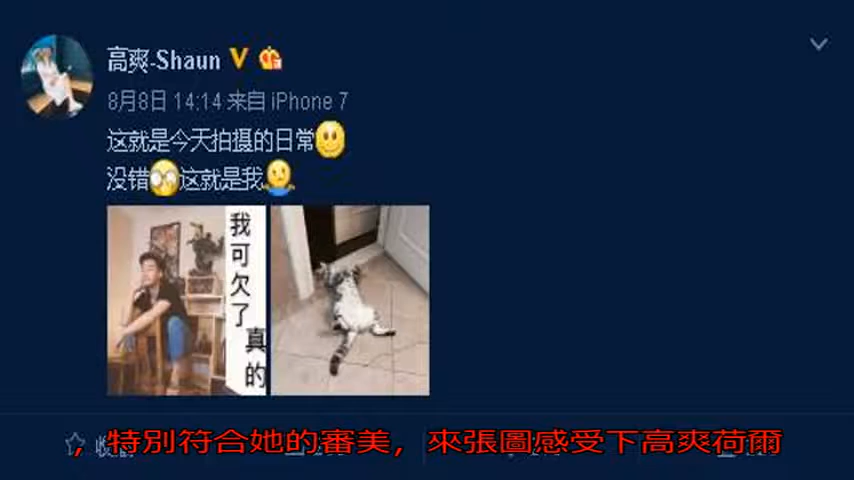 高爽-Shaun
8月8日 14:14 来自 iPhone 7
这就是今天拍摄的日常
没错这就是我
我可欠了
真的
，特別符合她的審美，來張圖感受下高爽荷爾